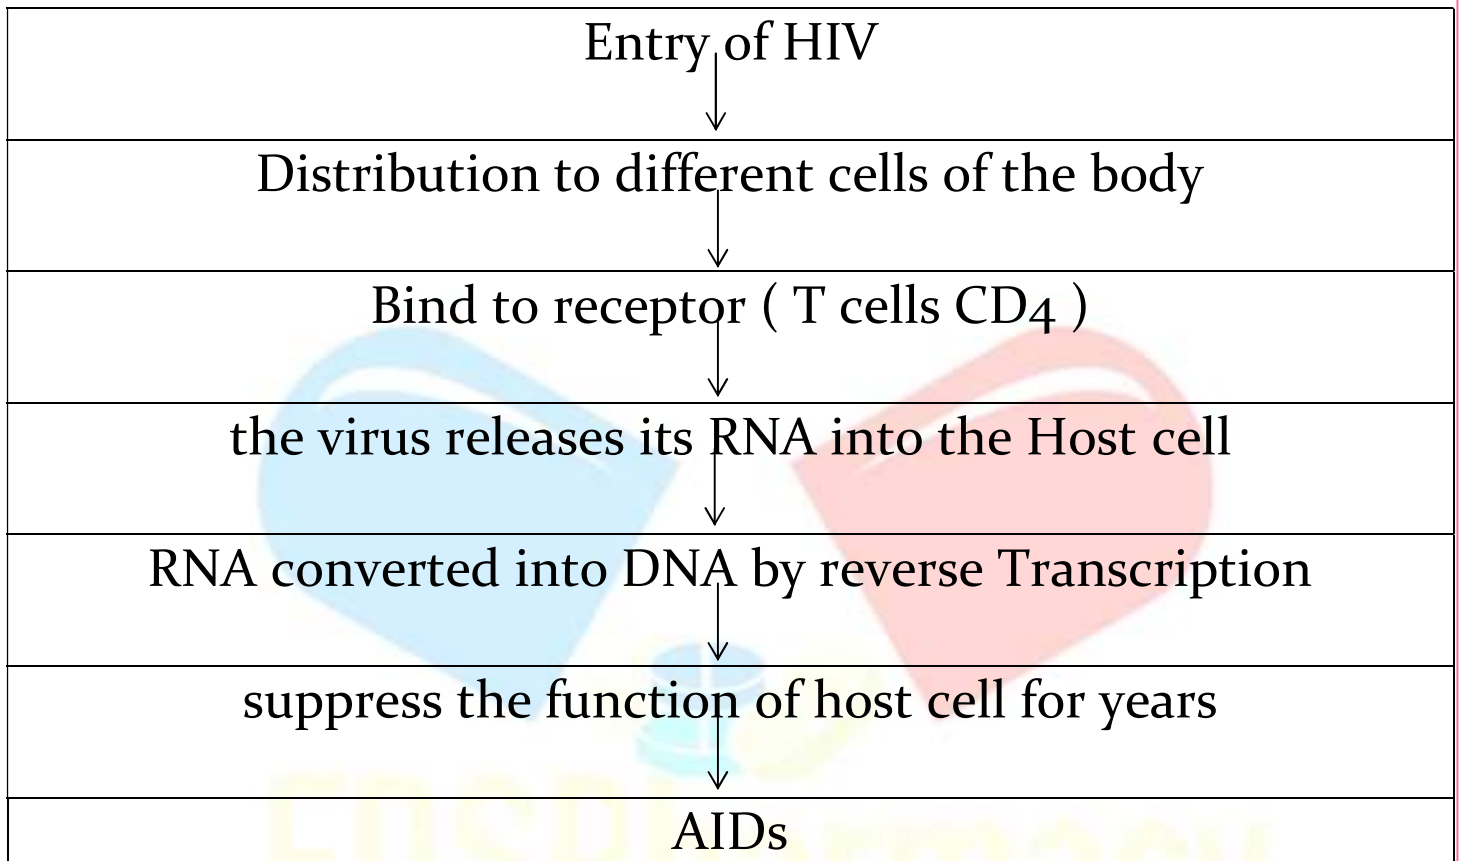 Entry of HIV
Distribution to different cells of the body
Bind to receptor ( T cells CD4 )
the virus releases its RNA into the Host cell
RNA converted into DNA by reverse Transcription
suppress the function of host cell for years
AIDs